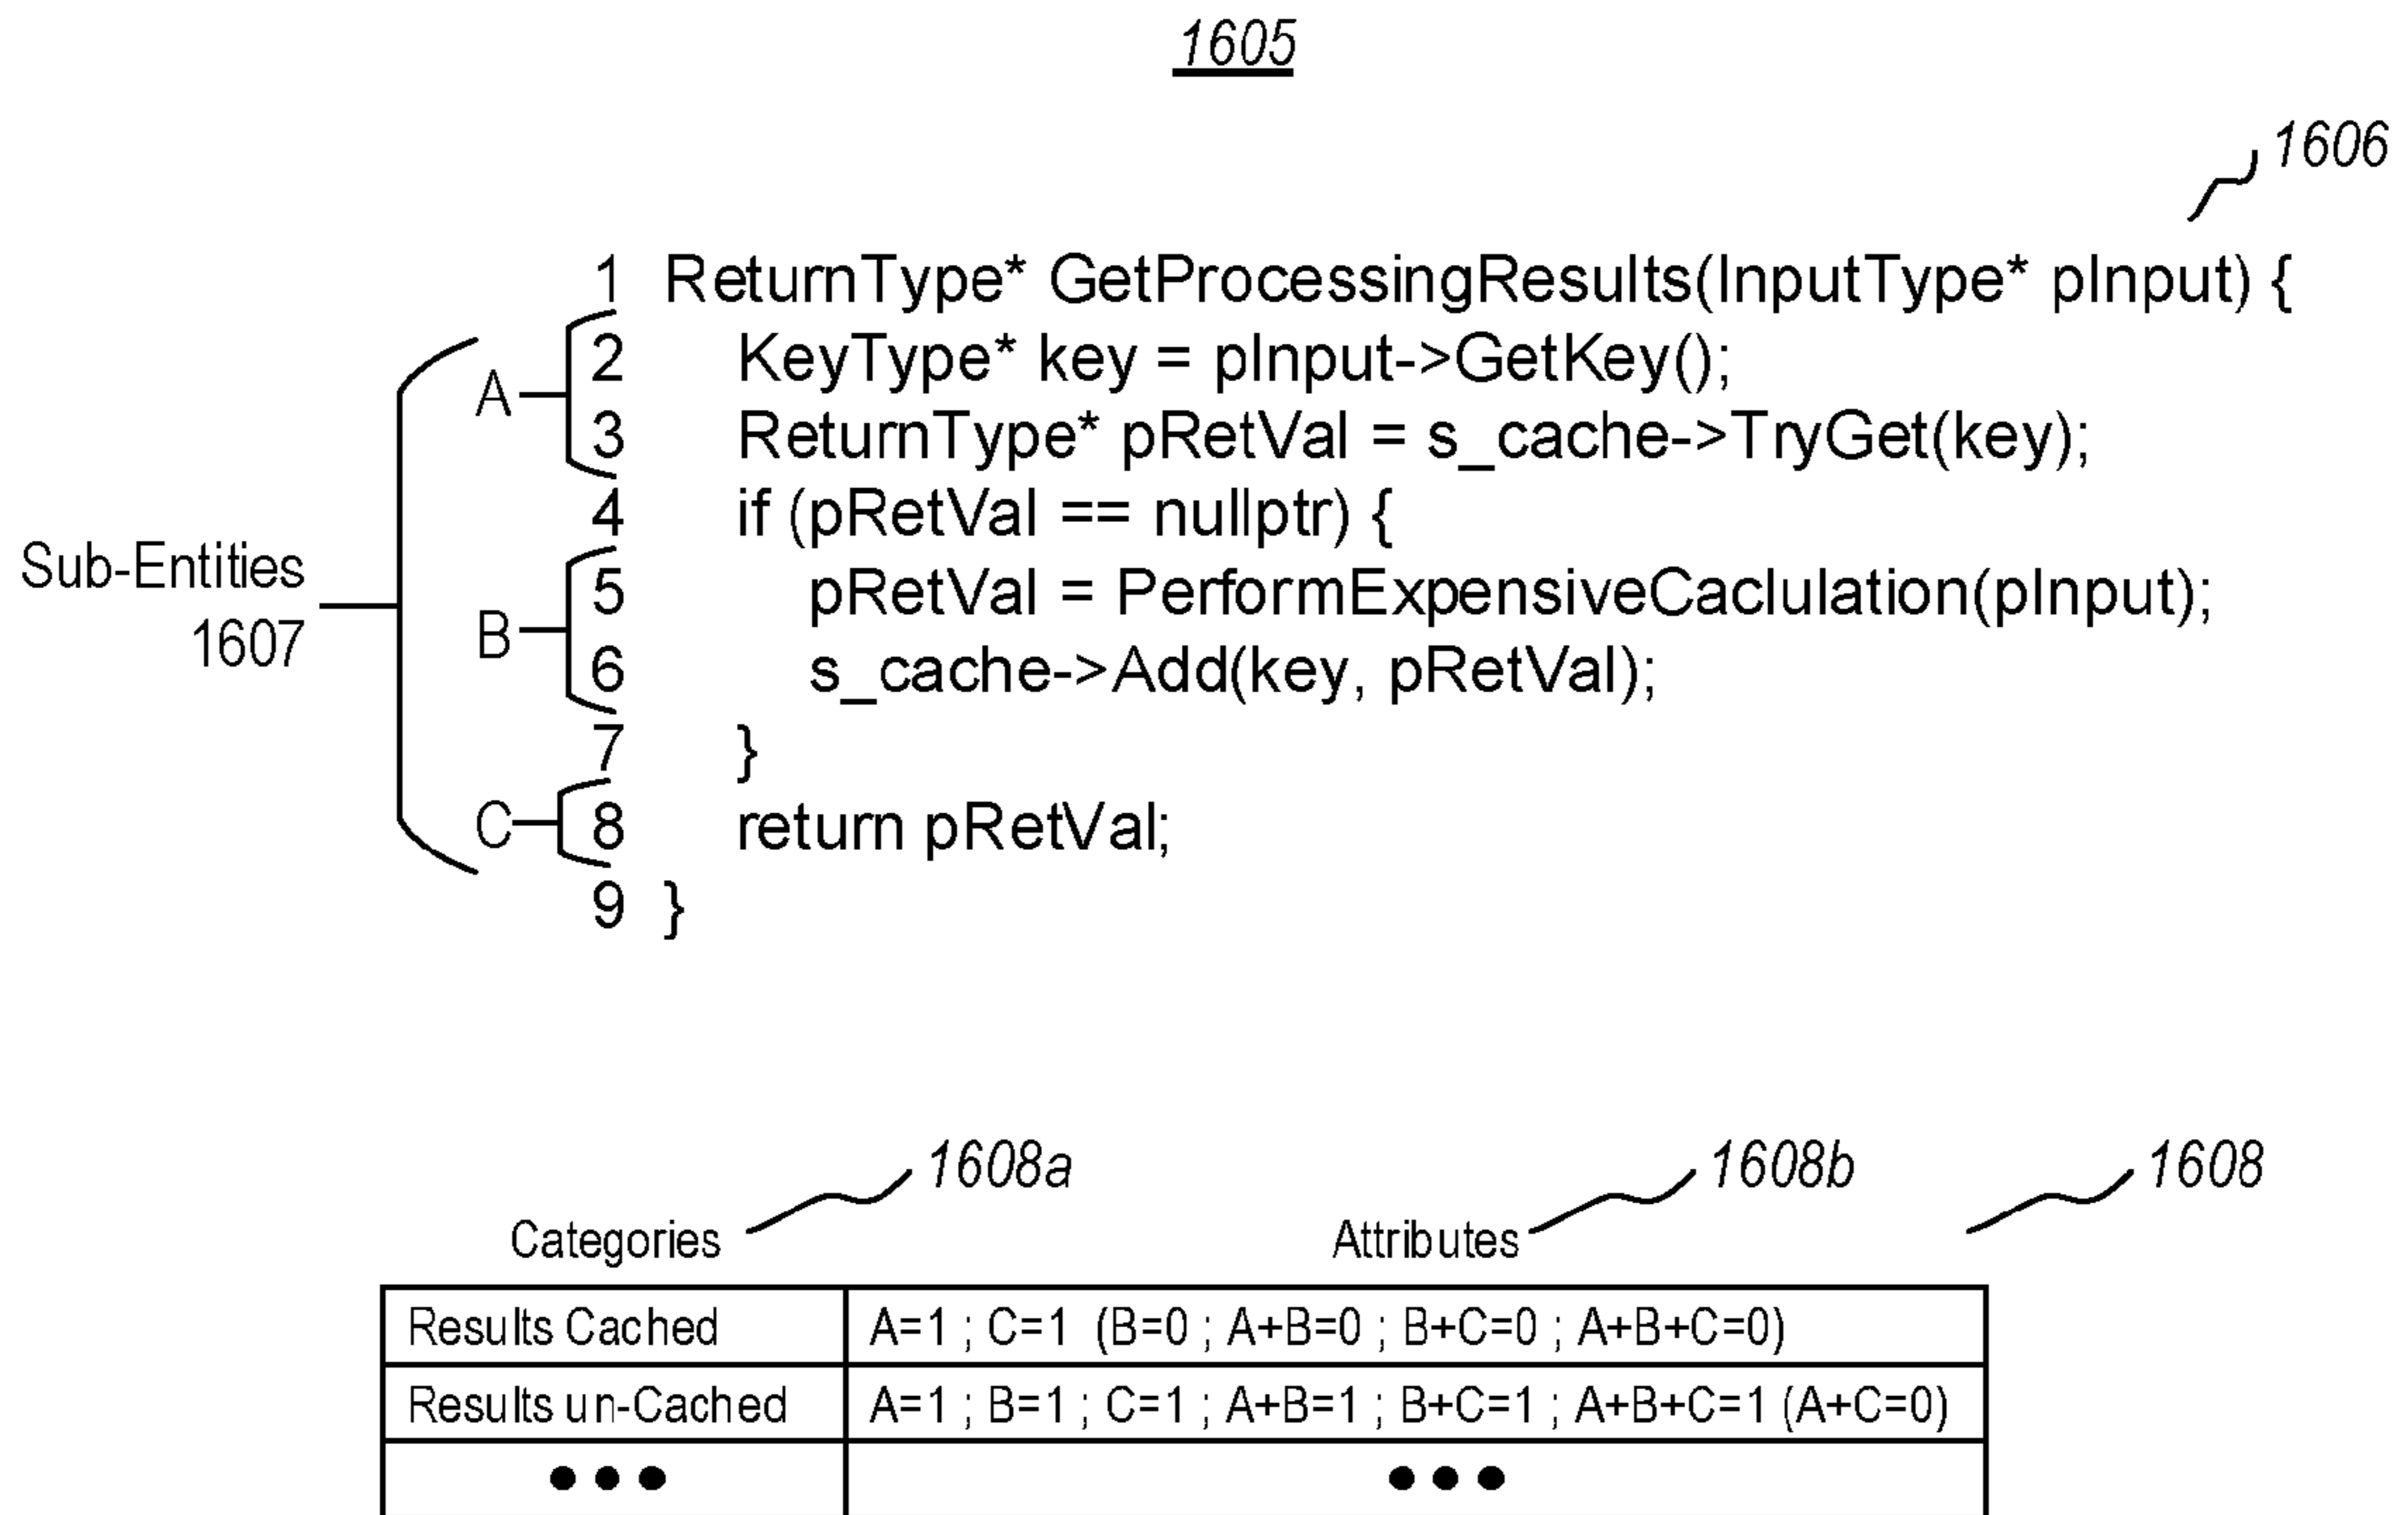 1605
1606
1 ReturnType* GetProcessingResults(InputType* pInput) {
2 KeyType* key = pInput->GetKey();
A
3 ReturnType* pRetVal = s_cache->TryGet(key);
4 if (pRetVal == nullptr) {
Sub-Entities
1607
5 pRetVal = PerformExpensiveCaclulation(pInput);
B
6 s_cache->Add(key, pRetVal);
7 }
C 8 return pRetVal;
9 }
1608a 1608b 1608
Categories Attributes
Results Cached A=1 ; C=1 (B=0 ; A+B=0 ; B+C=0 ; A+B+C=0)
Results un-Cached A=1 ; B=1 ; C=1 ; A+B=1 ; B+C=1 ; A+B+C=1 (A+C=0)
● ● ● ● ● ●